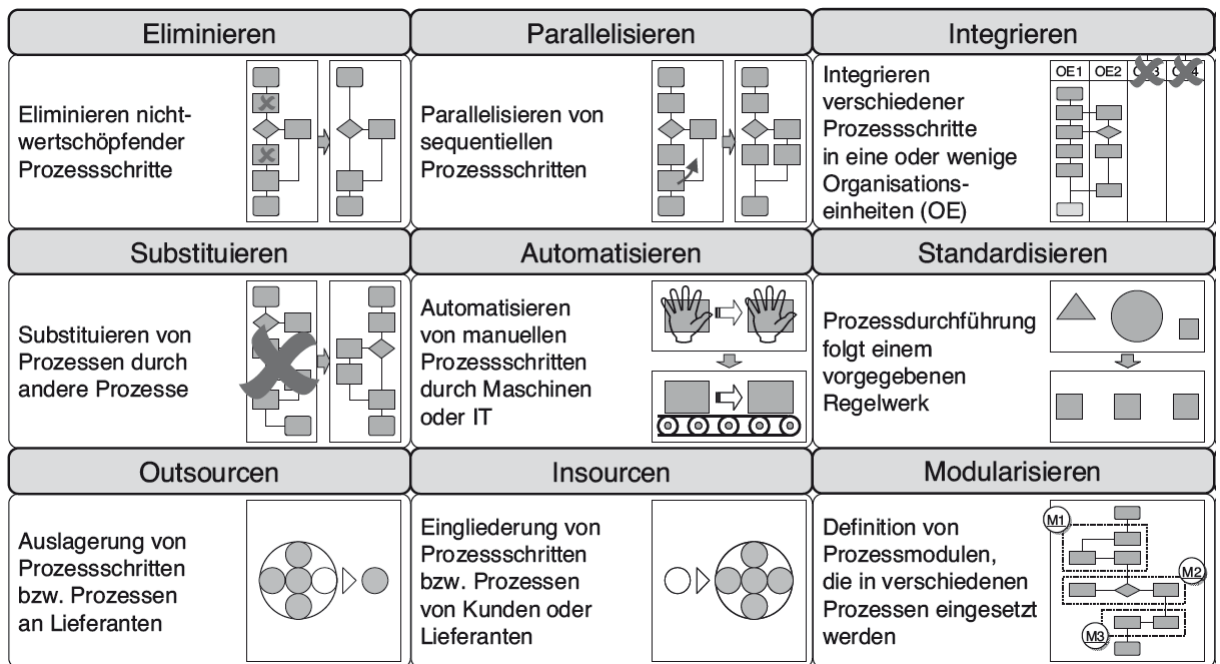 Eliminieren
Eliminieren nicht-
wertschöpfender
Prozessschritte
Parallelisieren
Parallelisieren von
sequentiellen
Prozessschritten
Integrieren
Integrieren
verschiedener
Prozessschritte
in eine oder wenige
Organisations-
einheiten (OE)
OE1 OE2
Substituieren
Substituieren von
Prozessen durch
andere Prozesse
Automatisieren
Automatisieren
von manuellen
Prozessschritten
durch Maschinen
oder IT
Standardisieren
Prozessdurchführung
folgt einem
vorgegebenen
Regelwerk
Outsourcen
Auslagerung von
Prozessschritten
bzw. Prozessen
an Lieferanten
Insourcen
Eingliederung von
Prozessschritten
bzw. Prozessen
von Kunden oder
Lieferanten
Modularisieren
Definition von
Prozessmodulen,
die in verschiedenen
Prozessen eingesetzt
werden
M1
M2
M3